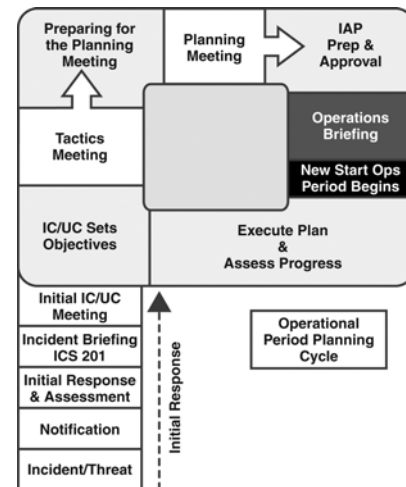 Preparing for
the Planning
Meeting
Planning
Meeting
IAP
Prep &
Approval
Tactics
Meeting
Operations
Briefing
New Start Ops
Period Begins
IC/UC Sets
Objectives
Execute Plan
&
Assess Progress
Initial IC/UC
Meeting
Incident Briefing
ICS 201
Initial Response
& Assessment
Notification
Incident/Threat
Initial Response
Operational
Period Planning
Cycle